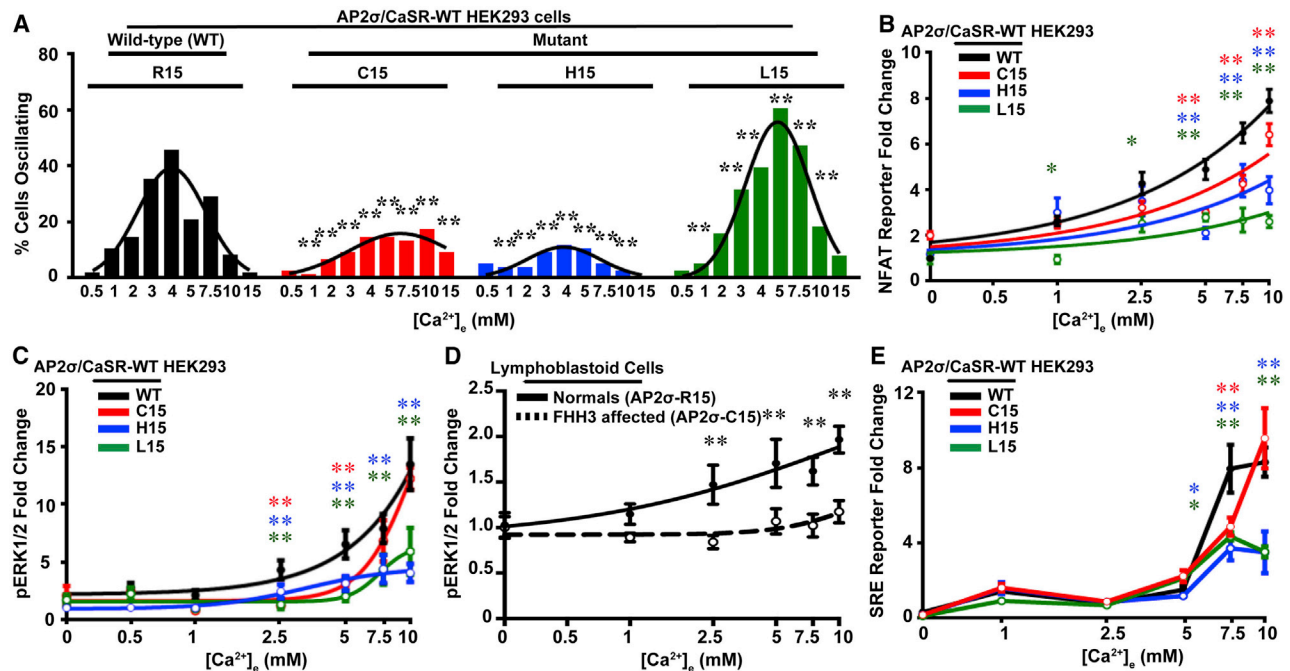 A
AP2σ/CaSR-WT HEK293 cells
Wild-type (WT)
Mutant
R15
C15
H15
L15
% Cells Oscillating
80
60
40
20
0
** ** ** ** ** ** ** **
** ** ** ** ** ** **
** ** ** ** ** ** **
0.5 1 2 3 4 5 7.5 10 15
0.5 1 2 3 4 5 7.5 10 15
0.5 1 2 3 4 5 7.5 10 15
0.5 1 2 3 4 5 7.5 10 15
[Ca²⁺]ₑ (mM)
B
AP2σ/CaSR-WT HEK293
WT
C15
H15
L15
NFAT Reporter Fold Change
10
8
6
4
2
0
*
*
**
**
**
**
**
**
**
**
**
0 0.5 1 2.5 5 7.5 10
[Ca²⁺]ₑ (mM)
C
AP2σ/CaSR-WT HEK293
WT
C15
H15
L15
pERK1/2 Fold Change
20
15
10
5
0
**
**
**
**
**
**
**
**
**
**
0 0.5 1 2.5 5 7.5 10
[Ca²⁺]ₑ (mM)
D
Lymphoblastoid Cells
Normals (AP2σ-R15)
FHH3 affected (AP2σ-C15)
pERK1/2 Fold Change
2.5
2.0
1.5
1.0
0.5
0
**
**
**
**
0 0.5 1 2.5 5 7.5 10
[Ca²⁺]ₑ (mM)
E
AP2σ/CaSR-WT HEK293
WT
C15
H15
L15
SRE Reporter Fold Change
12
8
4
0
*
*
**
**
**
**
**
0 0.5 1 2.5 5 7.5 10
[Ca²⁺]ₑ (mM)